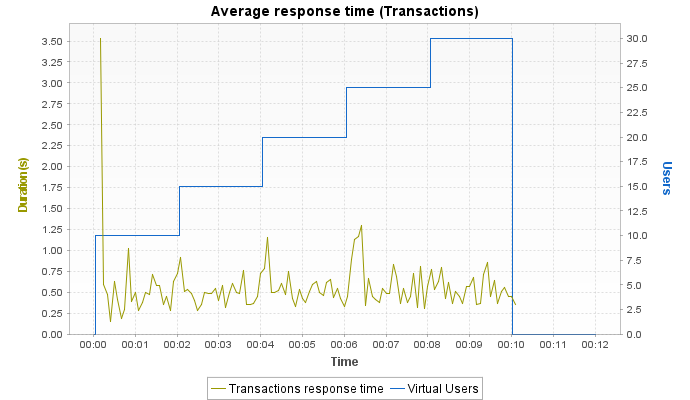 Average response time (Transactions)
3.50 30.0
3.25 27.5
3.00 25.0
2.75 22.5
2.50 20.0
2.25 17.5
2.00 15.0
1.75 12.5
1.50 10.0
1.25 7.5
1.00 5.0
0.75 2.5
0.50 0.0
0.25
0.00
Duration(s)
Users
00:00 00:01 00:02 00:03 00:04 00:05 00:06 00:07 00:08 00:09 00:10 00:11 00:12
Time
Transactions response time Virtual Users